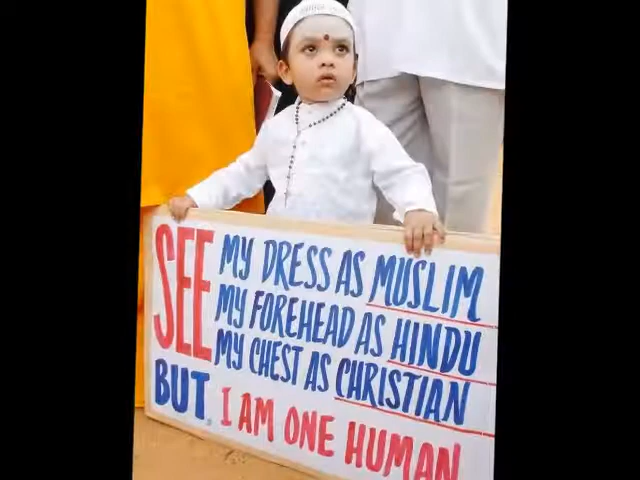 SEE MY DRESS AS MUSLIM
MY FOREHEAD AS HINDU
MY CHEST AS CHRISTIAN
BUT I AM ONE HUMAN